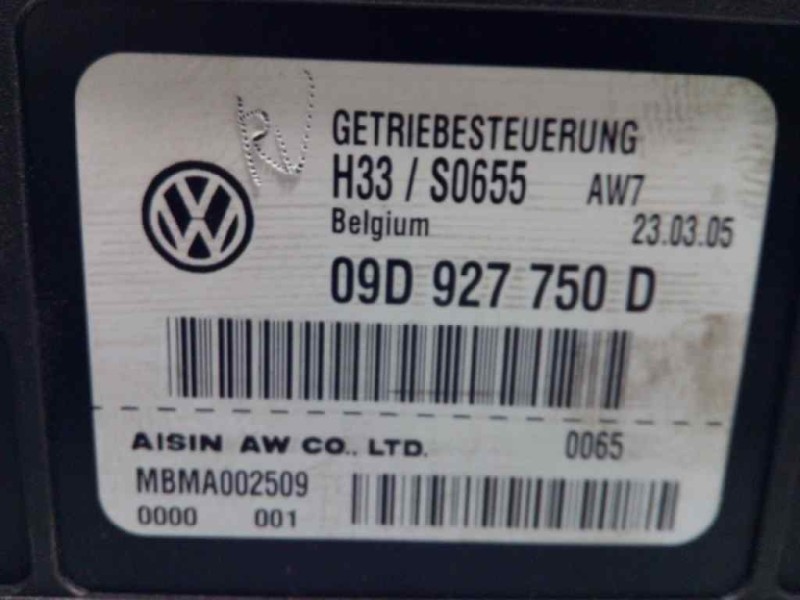 GETRIEBESTEUERUNG
H33 / S0655 AW7
Belgium 23.03.05
09D 927 750 D
AISIN AW CO., LTD. 0065
MBMA002509
0000 001